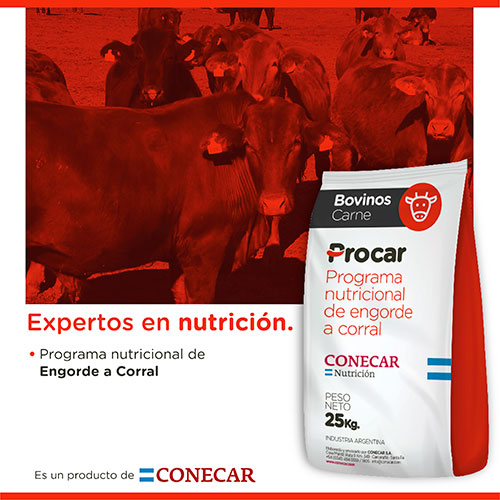 Bovinos
Carne
Procar
Programa
nutricional
de engorde
a corral
CONECAR
Nutrición
PESO
NETO
25Kg.
INDUSTRIA ARGENTINA
Expertos en nutrición.
• Programa nutricional de
Engorde a Corral
Es un producto de CONECAR